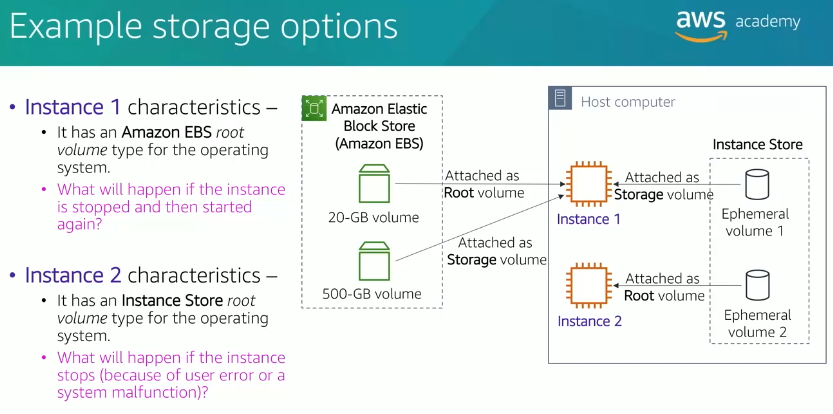 Example storage options
aws academy
• Instance 1 characteristics –
• It has an Amazon EBS root
volume type for the operating
system.
• What will happen if the instance
is stopped and then started
again?
• Instance 2 characteristics –
• It has an Instance Store root
volume type for the operating
system.
• What will happen if the instance
stops (because of user error or a
system malfunction)?
Amazon Elastic
Block Store
(Amazon EBS)
20-GB volume
500-GB volume
Attached as
Root volume
Attached as
Storage volume
Host computer
Instance 1
Instance 2
Attached as
Storage volume
Attached as
Root volume
Instance Store
Ephemeral
volume 1
Ephemeral
volume 2